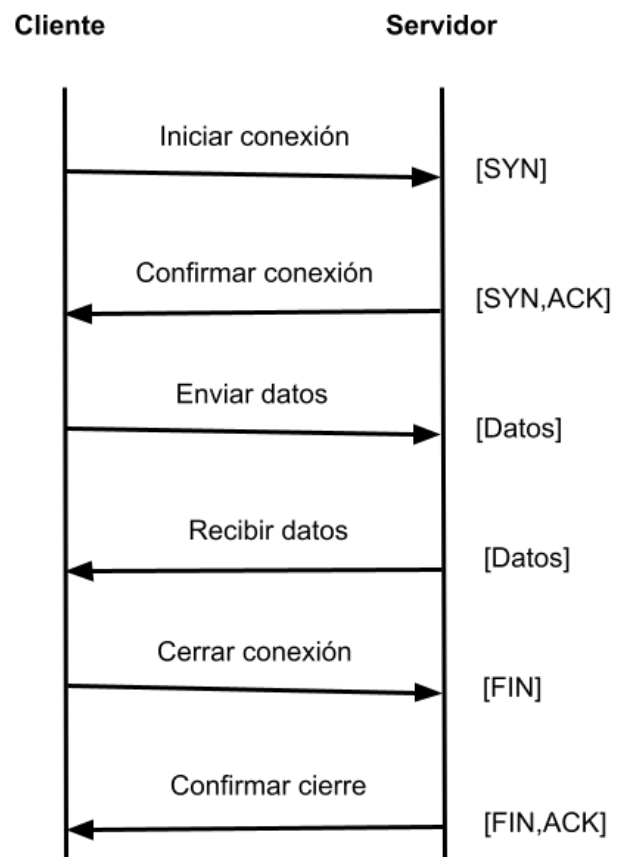 Cliente
Servidor
Iniciar conexión
[SYN]
Confirmar conexión
[SYN,ACK]
Enviar datos
[Datos]
Recibir datos
[Datos]
Cerrar conexión
[FIN]
Confirmar cierre
[FIN,ACK]